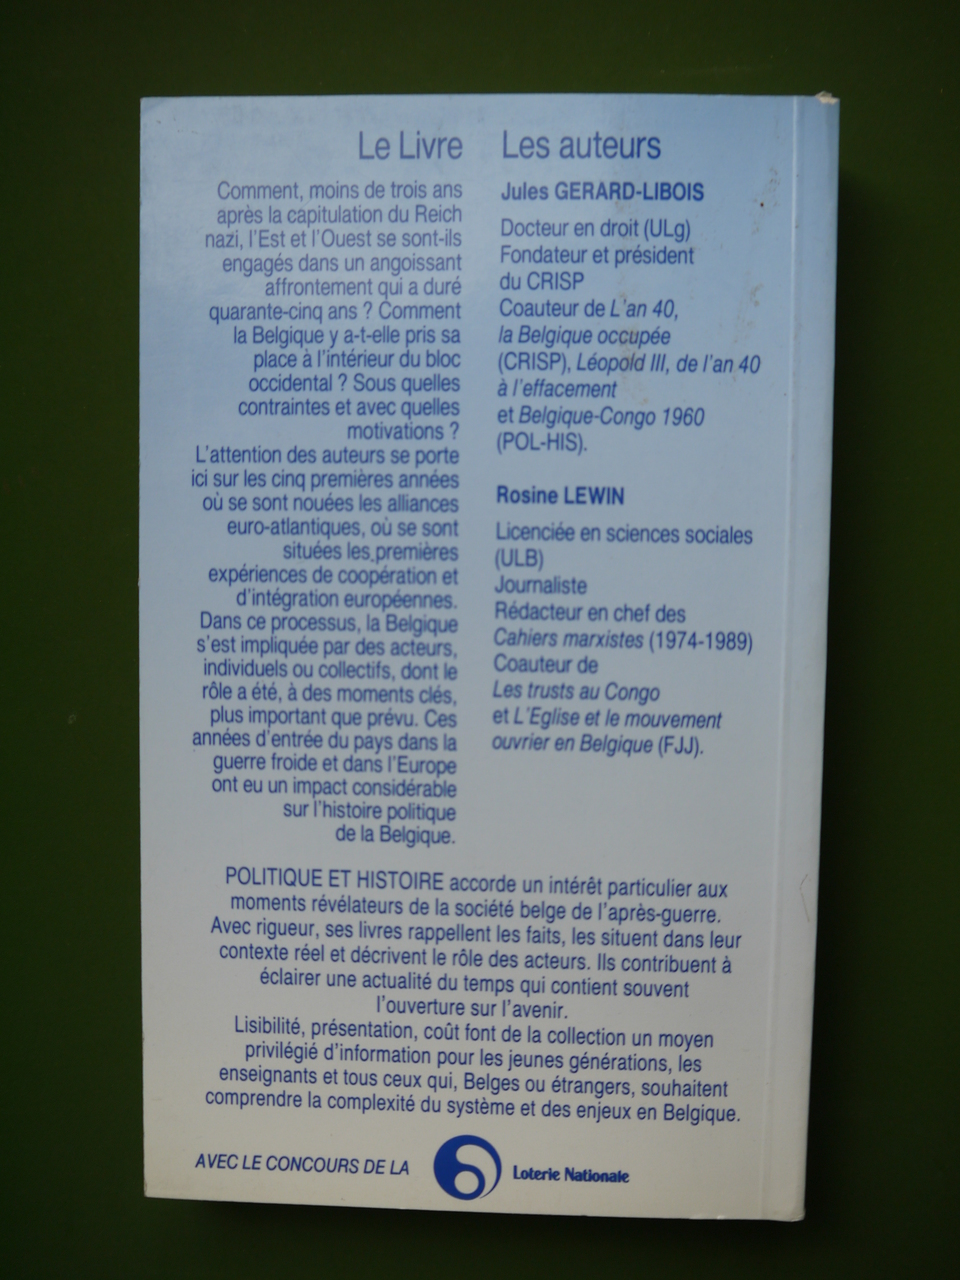 Le Livre
Comment, moins de trois ans
après la capitulation du Reich
nazi, l'Est et l'Ouest se sont-ils
engagés dans un angoissant
affrontement qui a duré
quarante-cinq ans ? Comment
la Belgique y a-t-elle pris sa
place à l'intérieur du bloc
occidental ? Sous quelles
contraintes et avec quelles
motivations ?
L'attention des auteurs se porte
ici sur les cinq premières années
où se sont nouées les alliances
euro-atlantiques, où se sont
situées les premières
expériences de coopération et
d'intégration européennes.
Dans ce processus, la Belgique
s'est impliquée par des acteurs,
individuels ou collectifs, dont le
rôle a été, à des moments clés,
plus important que prévu. Ces
années d'entrée du pays dans la
guerre froide et dans l'Europe
ont eu un impact considérable
sur l'histoire politique
de la Belgique.
Les auteurs
Jules GERARD-LIBOIS
Docteur en droit (ULg)
Fondateur et président
du CRISP
Coauteur de L'an 40,
la Belgique occupée
(CRISP), Léopold III, de l'an 40
à l'effacement
et Belgique-Congo 1960
(POL-HIS).
Rosine LEWIN
Licenciée en sciences sociales
(ULB)
Journaliste
Rédacteur en chef des
Cahiers marxistes (1974-1989)
Coauteur de
Les trusts au Congo
et L'Eglise et le mouvement
ouvrier en Belgique (FJJ).
POLITIQUE ET HISTOIRE accorde un intérêt particulier aux
moments révélateurs de la société belge de l'après-guerre.
Avec rigueur, ses livres rappellent les faits, les situent dans leur
contexte réel et décrivent le rôle des acteurs. Ils contribuent à
éclairer une actualité du temps qui contient souvent
l'ouverture sur l'avenir.
Lisibilité, présentation, coût font de la collection un moyen
privilégié d'information pour les jeunes générations, les
enseignants et tous ceux qui, Belges ou étrangers, souhaitent
comprendre la complexité du système et des enjeux en Belgique.
AVEC LE CONCOURS DE LA
Loterie Nationale